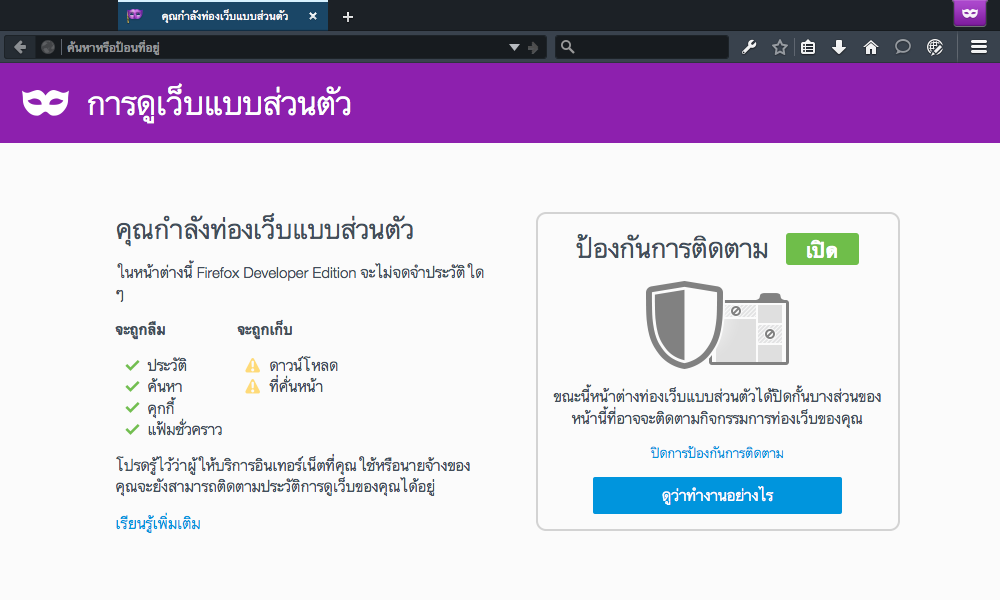 คุณกำลังท่องเว็บแบบส่วนตัว
ค้นหาหรือป้อนที่อยู่
การดูเว็บแบบส่วนตัว
คุณกำลังท่องเว็บแบบส่วนตัว
ในหน้าต่างนี้ Firefox Developer Edition จะไม่จดจำประวัติใด
ๆ
จะถูกลืม
ประวัติ
ค้นหา
คุกกี้
แฟ้มชั่วคราว
จะถูกเก็บ
ดาวน์โหลด
ที่คั่นหน้า
โปรดรู้ไว้ว่าผู้ให้บริการอินเทอร์เน็ตที่คุณใช้หรือนายจ้างของ
คุณจะยังสามารถติดตามประวัติการดูเว็บของคุณได้อยู่
เรียนรู้เพิ่มเติม
ป้องกันการติดตาม
เปิด
ขณะนี้หน้าต่างท่องเว็บแบบส่วนตัวได้ปิดกั้นบางส่วนของ
หน้านี้ที่อาจจะติดตามกิจกรรมการท่องเว็บของคุณ
ปิดการป้องกันการติดตาม
ดูว่าทำงานอย่างไร